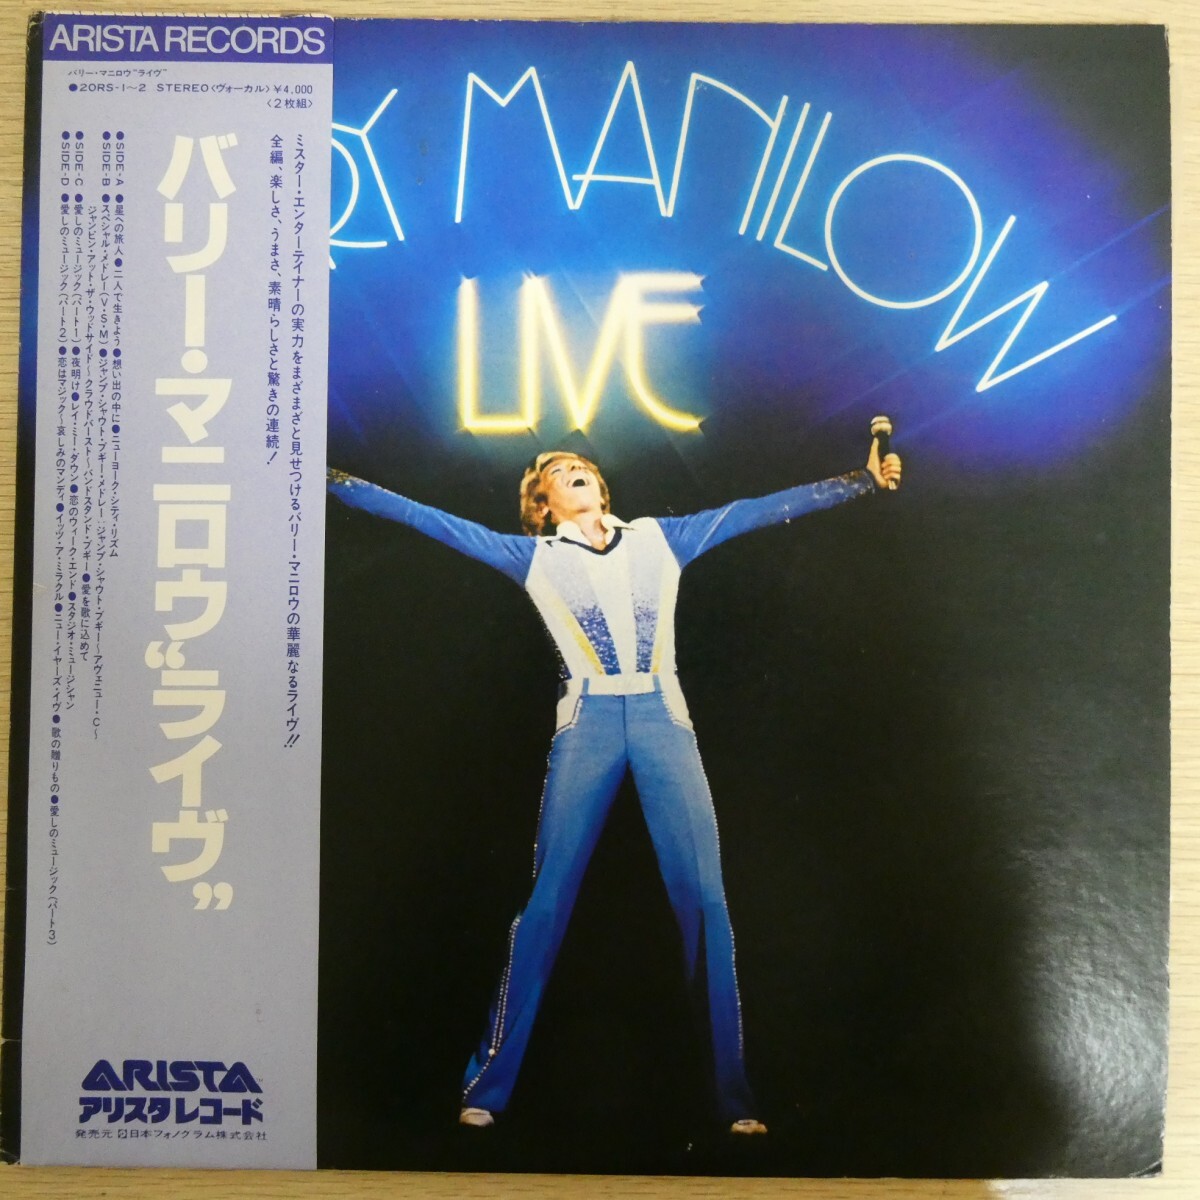 ARISTA RECORDS
バリー・マニロウ“ライヴ”
●20RS-1~2 STEREO〈ヴォーカル〉¥4,000
〈2枚組〉
ミスター・エンターテイナーの実力をまざまざと見せつけるバリー・マニロウの華麗なるライヴ!!
全編、楽しさ、うまさ、素晴らしさと驚きの連続!
バリー・マニロウ“ライヴ”
●SIDE-A ●星への旅人●二人で生きよう●想い出の中に●ニューヨーク・シティ・リズム
●SIDE-B ●スペシャル・メドレー(V・S・M)●ジャンプ・シャウト・ブギー・メドレー:ジャンプ・シャウト・ブギー~アヴェニュー・C~
ジャンピン・アット・ザ・ウッドサイド~クラウドバースト~バンドスタンド・ブギー●愛を歌に込めて
●SIDE-C ●愛しのミュージック(パート1)●夜明け●レイ・ミー・ダウン●恋のウィーク・エンド●スタジオ・ミュージシャン
●SIDE-D ●愛しのミュージック(パート2)●恋はマジック~哀しみのマンディ●イッツ・ア・ミラクル●ニュー・イヤーズ・イヴ●歌の贈りもの●愛しのミュージック(パート3)
ARISTA
アリスタレコード
発売元 日本フォノグラム株式会社
RY MANILOW
LIVE